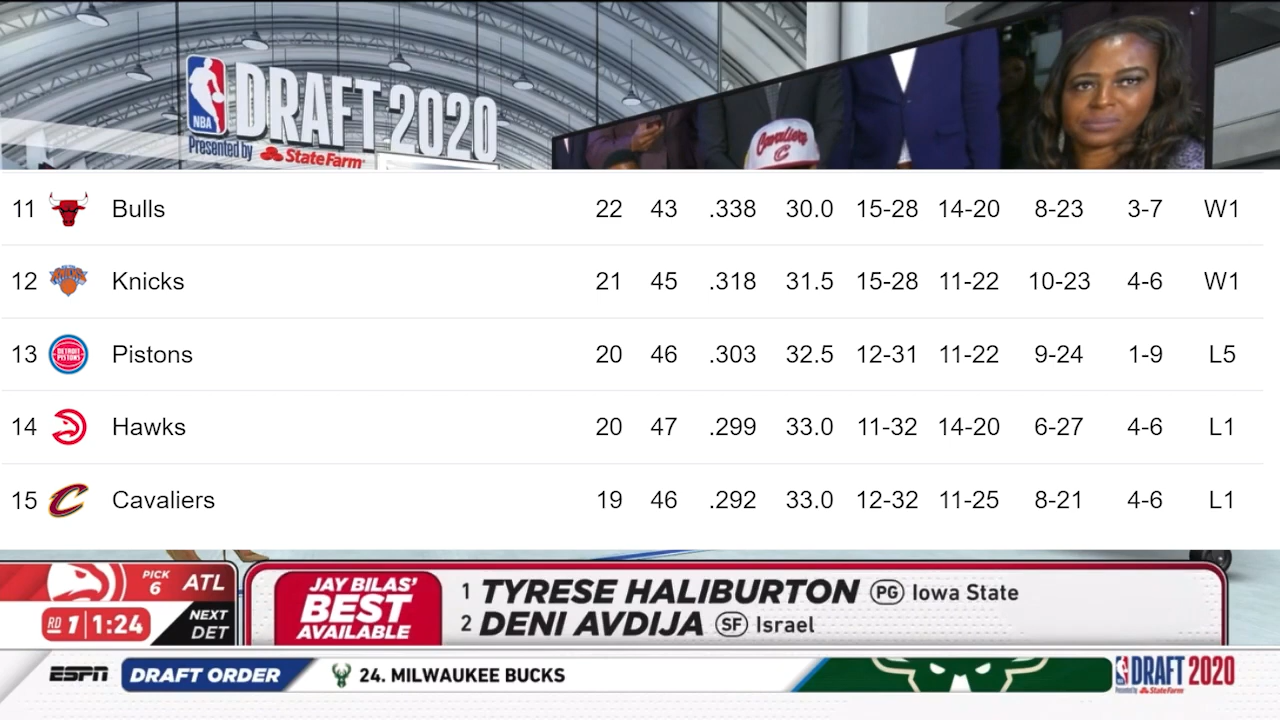 NBA
DRAFT 2020
Presented by StateFarm
Cavaliers
C
11 Bulls 22 43 .338 30.0 15-28 14-20 8-23 3-7 W1
12 Knicks 21 45 .318 31.5 15-28 11-22 10-23 4-6 W1
13 DETROIT PISTONS Pistons 20 46 .303 32.5 12-31 11-22 9-24 1-9 L5
14 Hawks 20 47 .299 33.0 11-32 14-20 6-27 4-6 L1
15 C Cavaliers 19 46 .292 33.0 12-32 11-25 8-21 4-6 L1
PICK 6 ATL
RD 1 1:24 NEXT DET
JAY BILAS' BEST AVAILABLE
1 TYRESE HALIBURTON PG Iowa State
2 DENI AVDIJA SF Israel
ESPN DRAFT ORDER 24. MILWAUKEE BUCKS
DRAFT 2020
Presented by StateFarm